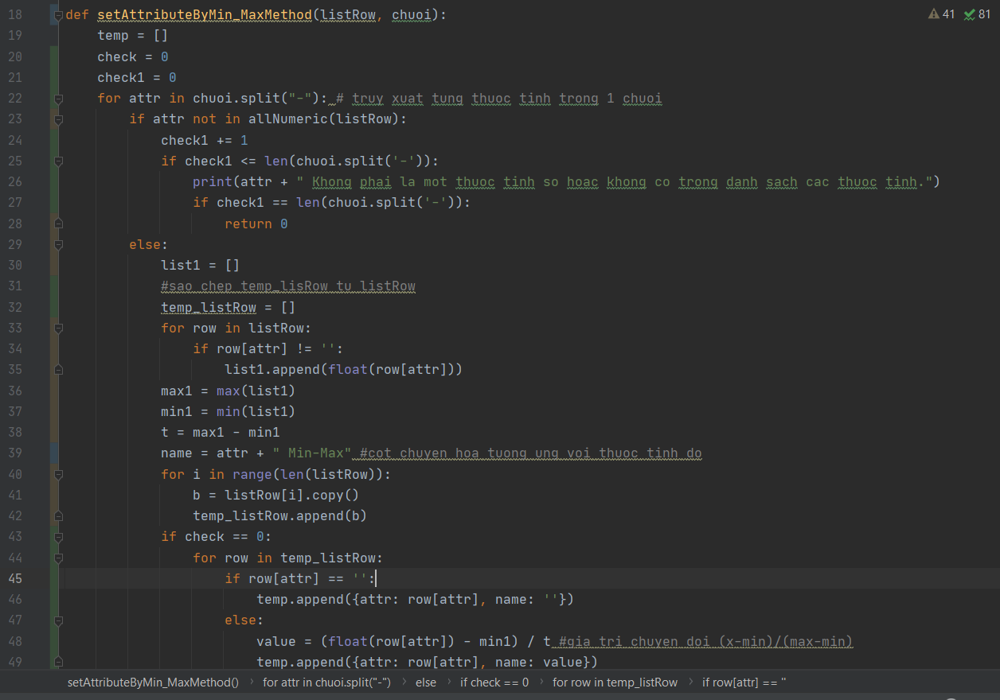 41 81
18 def setAttributeByMin_MaxMethod(listRow, chuoi):
19 temp = []
20 check = 0
21 check1 = 0
22 for attr in chuoi.split("-"): # truy xuat tung thuoc tinh trong 1 chuoi
23 if attr not in allNumeric(listRow):
24 check1 += 1
25 if check1 <= len(chuoi.split('-')):
26 print(attr + " Khong phai la mot thuoc tinh so hoac khong co trong danh sach cac thuoc tinh.")
27 if check1 == len(chuoi.split('-')):
28 return 0
29 else:
30 list1 = []
31 #sao chep temp_lisRow tu listRow
32 temp_listRow = []
33 for row in listRow:
34 if row[attr] != '':
35 list1.append(float(row[attr]))
36 max1 = max(list1)
37 min1 = min(list1)
38 t = max1 - min1
39 name = attr + " Min-Max" #cot chuyen hoa tuong ung voi thuoc tinh do
40 for i in range(len(listRow)):
41 b = listRow[i].copy()
42 temp_listRow.append(b)
43 if check == 0:
44 for row in temp_listRow:
45 if row[attr] == '':
46 temp.append({attr: row[attr], name: ''})
47 else:
48 value = (float(row[attr]) - min1) / t #gia tri chuyen doi (x-min)/(max-min)
49 temp.append({attr: row[attr], name: value})
setAttributeByMin_MaxMethod() › for attr in chuoi.split("-") › else › if check == 0 › for row in temp_listRow › if row[attr] == ''